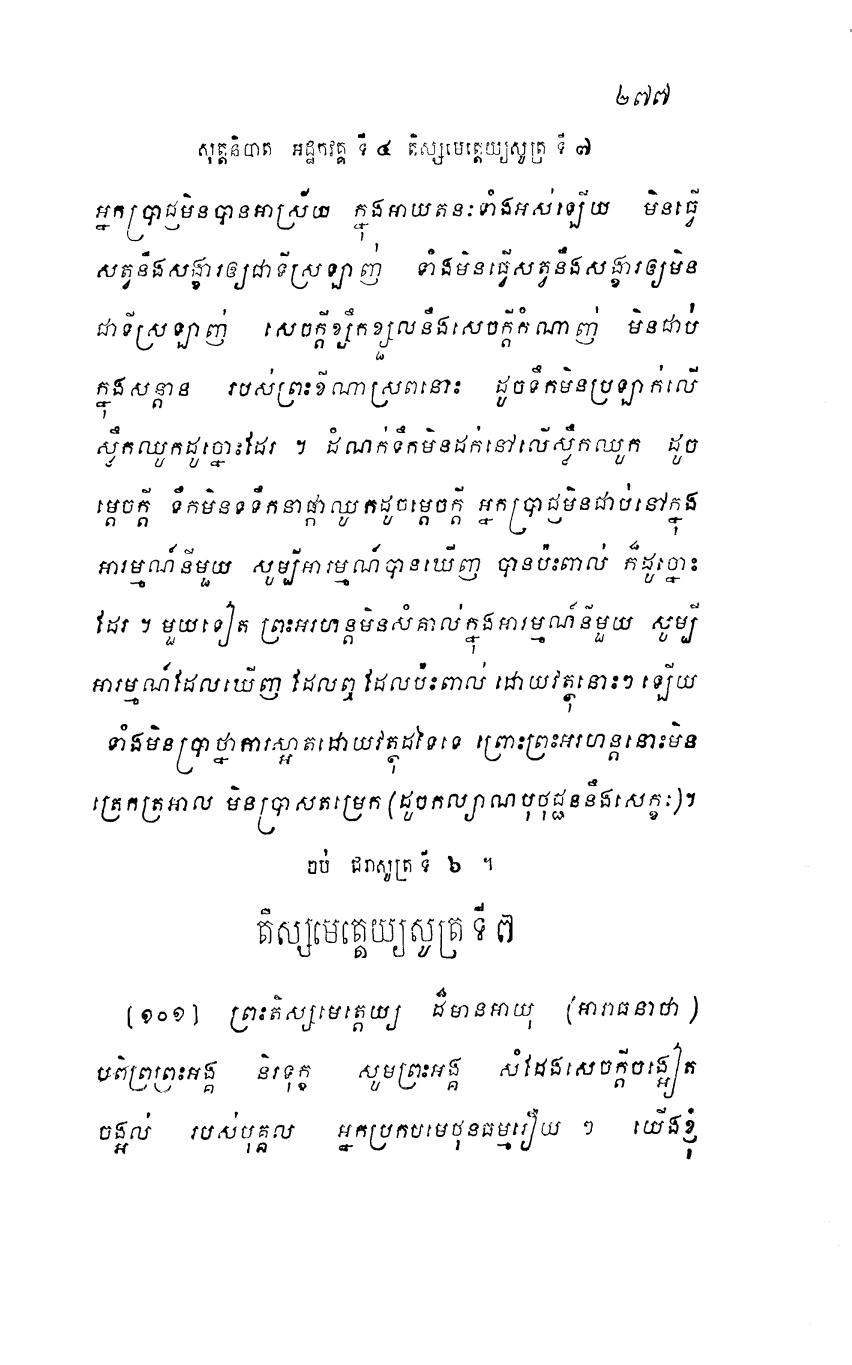 ២៧៧
សុត្តនិបាត អដ្ឋកវគ្គ ទី ៤ តិស្សមេត្តេយ្យសូត្រ ទី ៧
អ្នកប្រាជ្ញមិនបានអាស្រ័យ ក្នុងអាយតនៈទាំងអស់ឡើយ មិនធ្វើ
សត្វនឹងសង្ខារឲ្យជាទីស្រឡាញ់ ទាំងមិនធ្វើសត្វនឹងសង្ខារឲ្យមិន
ជាទីស្រឡាញ់ សេចក្តីខ្សឹកខ្សួលនឹងសេចក្តីកំណាញ់ មិនជាប់
ក្នុងសន្តាន របស់ព្រះខីណាស្រពនោះ ដូចទឹកមិនប្រឡាក់លើ
ស្លឹកឈូកដូច្នោះដែរ ។ ដំណក់ទឹកមិនដក់នៅលើស្លឹកឈូក ដូច
ម្តេចក្តី ទឹកមិនទទឹកនាផ្កាឈូកដូចម្តេចក្តី អ្នកប្រាជ្ញមិនជាប់នៅក្នុង
អារម្មណ៍នីមួយ សូម្បីអារម្មណ៍បានឃើញ បានប៉ះពាល់ ក៏ដូច្នោះ
ដែរ ។ មួយទៀត ព្រះអរហន្តមិនសំគាល់ក្នុងអារម្មណ៍នីមួយ សូម្បី
អារម្មណ៍ដែលឃើញ ដែលឮ ដែលប៉ះពាល់ ដោយវត្ថុនោះៗ ឡើយ
ទាំងមិនប្រាថ្នាការស្អាតដោយវត្ថុដទៃទេ ព្រោះព្រះអរហន្តនោះមិន
ត្រេកត្រអាល មិនប្រាសតម្រេក (ដូចកល្យាណបុថុជ្ជននឹងសេក្ខៈ) ។
ចប់ ជរាសូត្រ ទី ៦ ។
តិស្សមេត្តេយ្យសូត្រ ទី ៧
[១០១] ព្រះតិស្សមេត្តេយ្យ ដ៏មានអាយុ (អារាធនាថា)
បពិត្រព្រះអង្គ និរទុក្ខ សូមព្រះអង្គ សំដែងសេចក្តីចង្អៀត
ចង្អល់ របស់បុគ្គល អ្នកប្រកបមេថុនធម្មរឿយ ៗ យើងខ្ញុំ